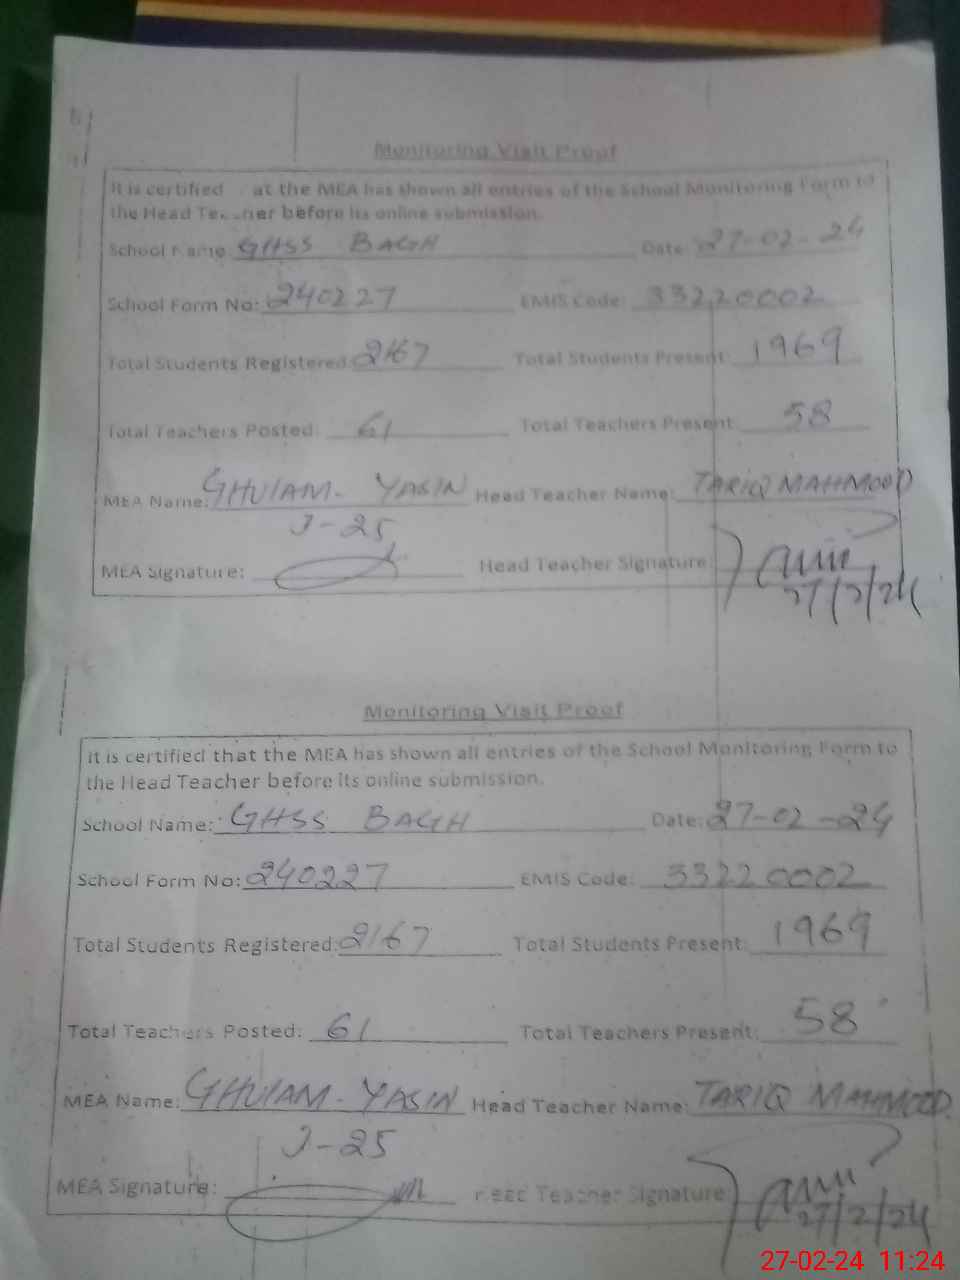 Monitoring Visit Proof
It is certified at the MEA has shown all entries of the School Monitoring Form to
the Head Te ner before its online submission.
School Name GHSS BAGH Date 27-02-24
School Form No: 240227 EMIS Code: 33220002
Total Students Registered 2167 Total Students Present 1969
Total Teachers Posted: 61 Total Teachers Present: 58
MEA Name: GHULAM. YASIN Head Teacher Name: TARIQ MAHMOOD
J-25
MEA Signature: Head Teacher Signature
27/2/24
Monitoring Visit Proof
It is certified that the MEA has shown all entries of the School Monitoring Form to
the Head Teacher before its online submission.
School Name: GHSS BAGH Date: 27-02-24
School Form No: 240227 EMIS Code: 33220002
Total Students Registered: 2167 Total Students Present: 1969
Total Teachers Posted: 61 Total Teachers Present: 58
MEA Name: GHULAM. YASIN Head Teacher Name: TARIQ MAHMOOD
J-25
MEA Signature: Head Teacher Signature
27/2/24
27-02-24 11:24